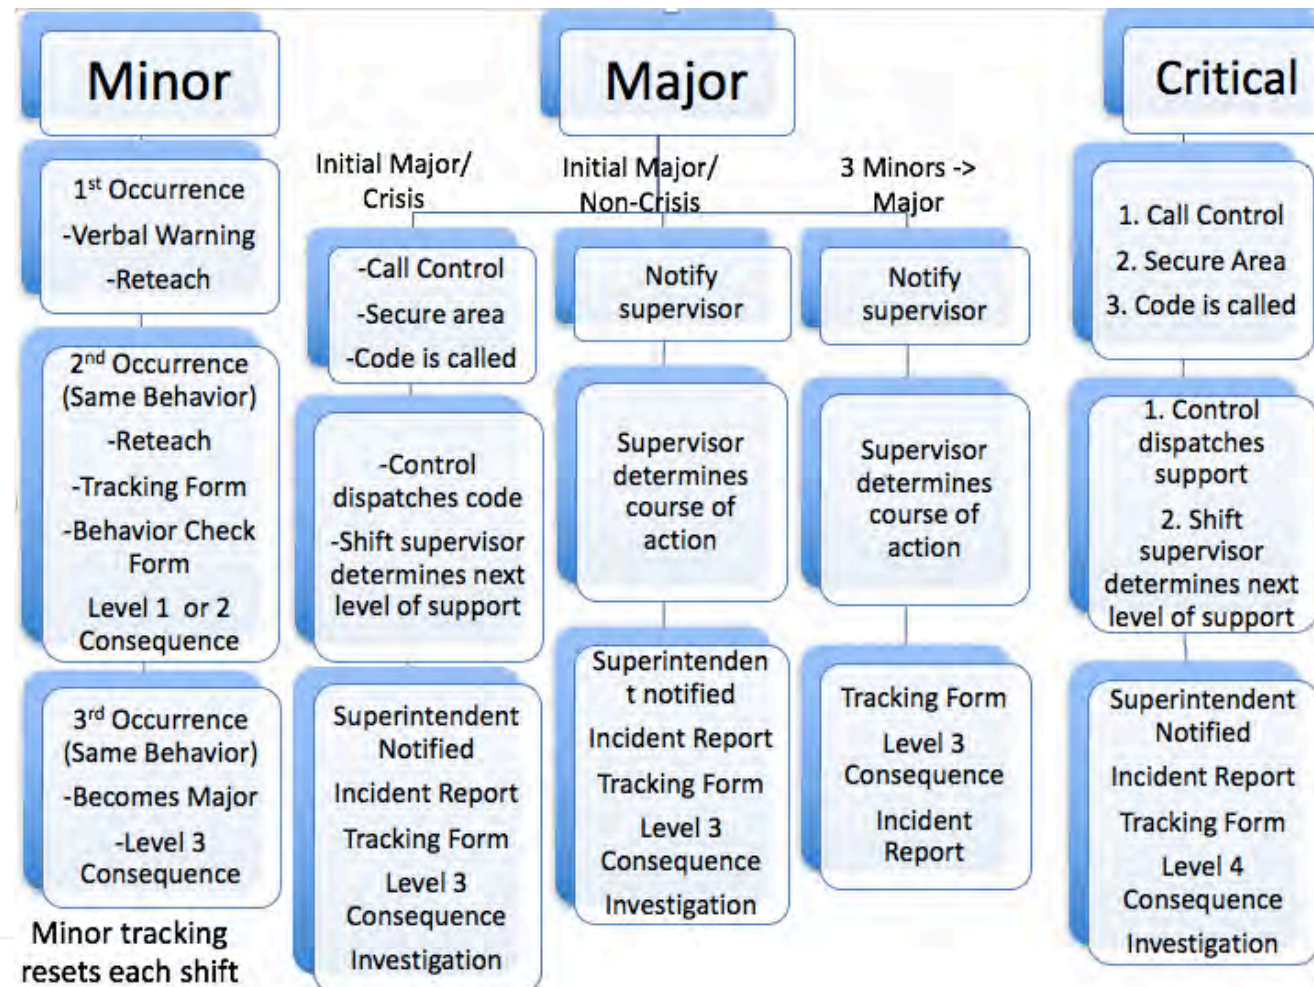 Minor
1st Occurrence
-Verbal Warning
-Reteach
2nd Occurrence
(Same Behavior)
-Reteach
-Tracking Form
-Behavior Check
Form
Level 1 or 2
Consequence
3rd Occurrence
(Same Behavior)
-Becomes Major
-Level 3
Consequence
Minor tracking
resets each shift
Major
Initial Major/
Crisis
-Call Control
-Secure area
-Code is called
-Control
dispatches code
-Shift supervisor
determines next
level of support
Superintendent
Notified
Incident Report
Tracking Form
Level 3
Consequence
Investigation
Initial Major/
Non-Crisis
Notify
supervisor
Supervisor
determines
course of
action
Superintenden
t notified
Incident Report
Tracking Form
Level 3
Consequence
Investigation
3 Minors ->
Major
Notify
supervisor
Supervisor
determines
course of
action
Tracking Form
Level 3
Consequence
Incident
Report
Critical
1. Call Control
2. Secure Area
3. Code is called
1. Control
dispatches
support
2. Shift
supervisor
determines next
level of support
Superintendent
Notified
Incident Report
Tracking Form
Level 4
Consequence
Investigation